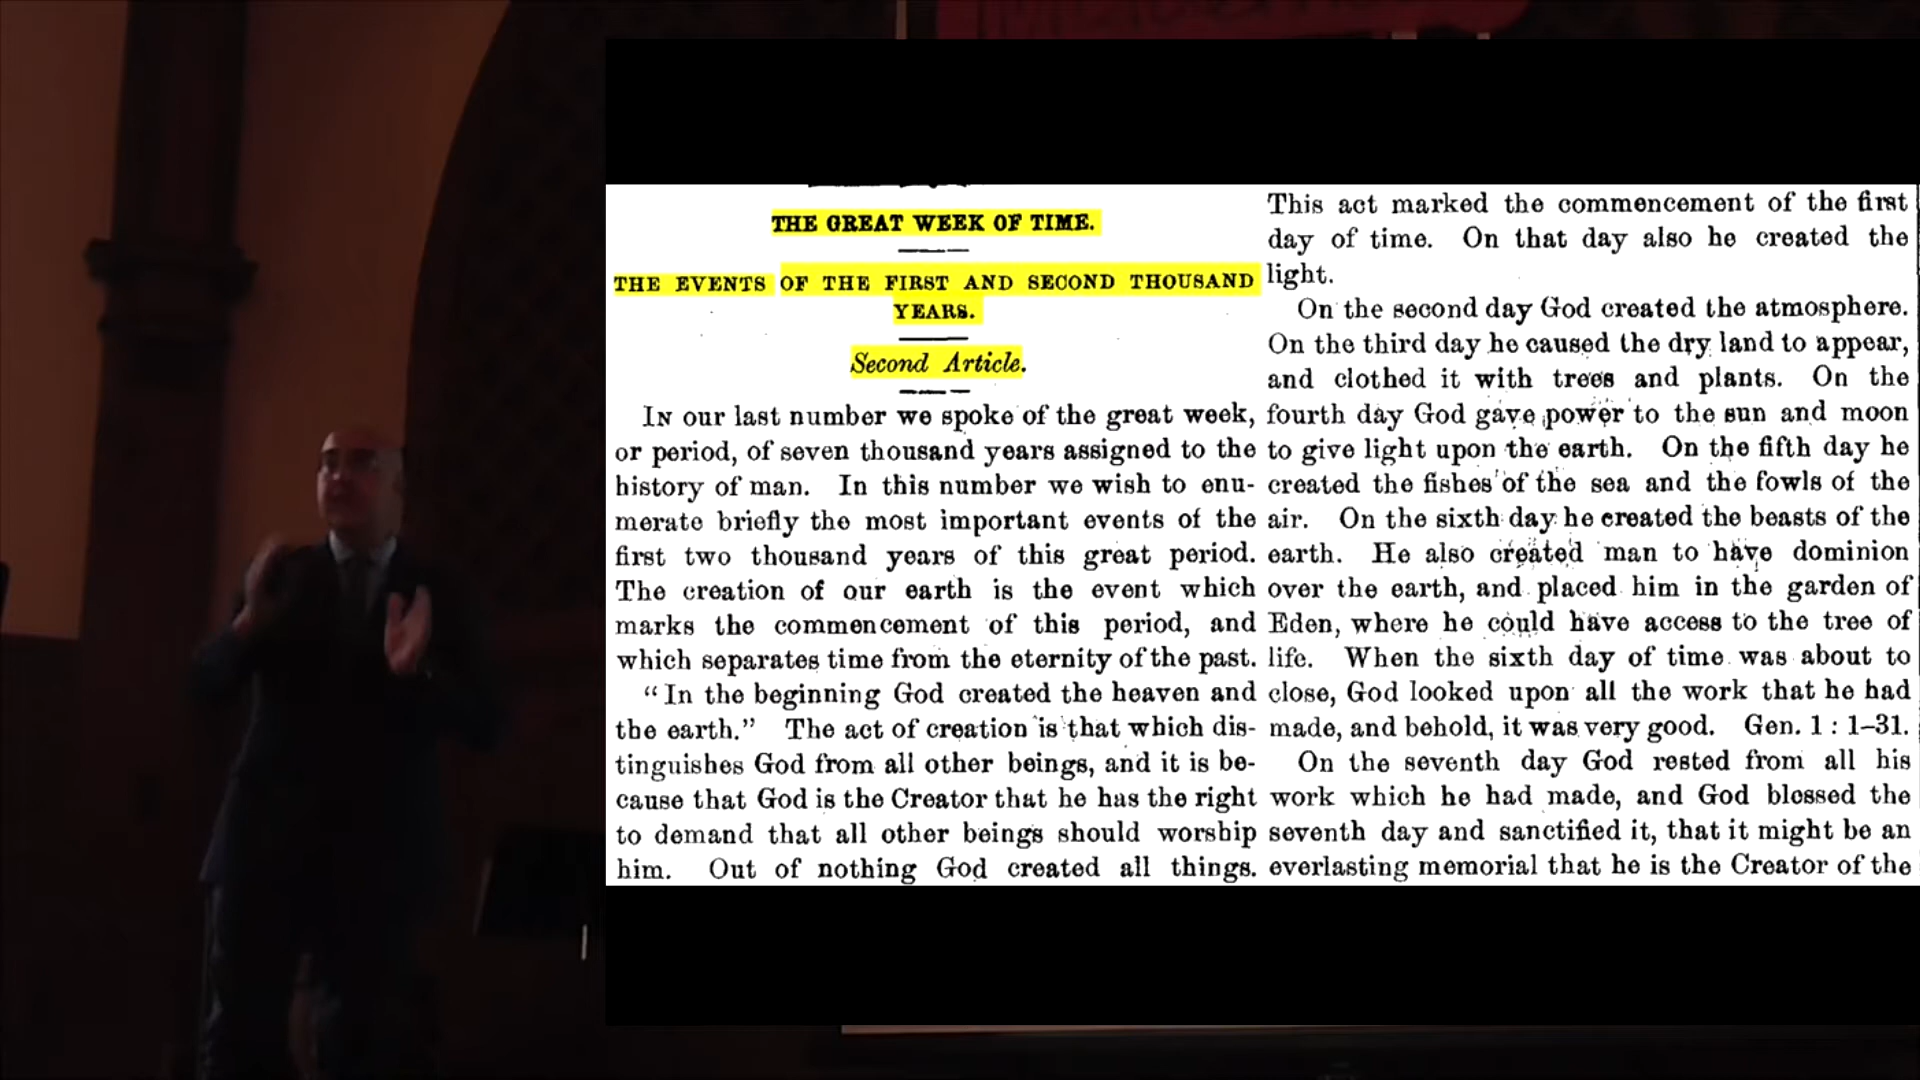 THE GREAT WEEK OF TIME.
THE EVENTS OF THE FIRST AND SECOND THOUSAND
YEARS.
Second Article.
IN our last number we spoke of the great week,
or period, of seven thousand years assigned to the
history of man. In this number we wish to enu-
merate briefly the most important events of the
first two thousand years of this great period.
The creation of our earth is the event which
marks the commencement of this period, and
which separates time from the eternity of the past.
“In the beginning God created the heaven and
the earth.” The act of creation is that which dis-
tinguishes God from all other beings, and it is be-
cause that God is the Creator that he has the right
to demand that all other beings should worship
him. Out of nothing God created all things.
This act marked the commencement of the first
day of time. On that day also he created the
light.
On the second day God created the atmosphere.
On the third day he caused the dry land to appear,
and clothed it with trees and plants. On the
fourth day God gave power to the sun and moon
to give light upon the earth. On the fifth day he
created the fishes of the sea and the fowls of the
air. On the sixth day he created the beasts of the
earth. He also created man to have dominion
over the earth, and placed him in the garden of
Eden, where he could have access to the tree of
life. When the sixth day of time was about to
close, God looked upon all the work that he had
made, and behold, it was very good. Gen. 1 : 1–31.
On the seventh day God rested from all his
work which he had made, and God blessed the
seventh day and sanctified it, that it might be an
everlasting memorial that he is the Creator of the